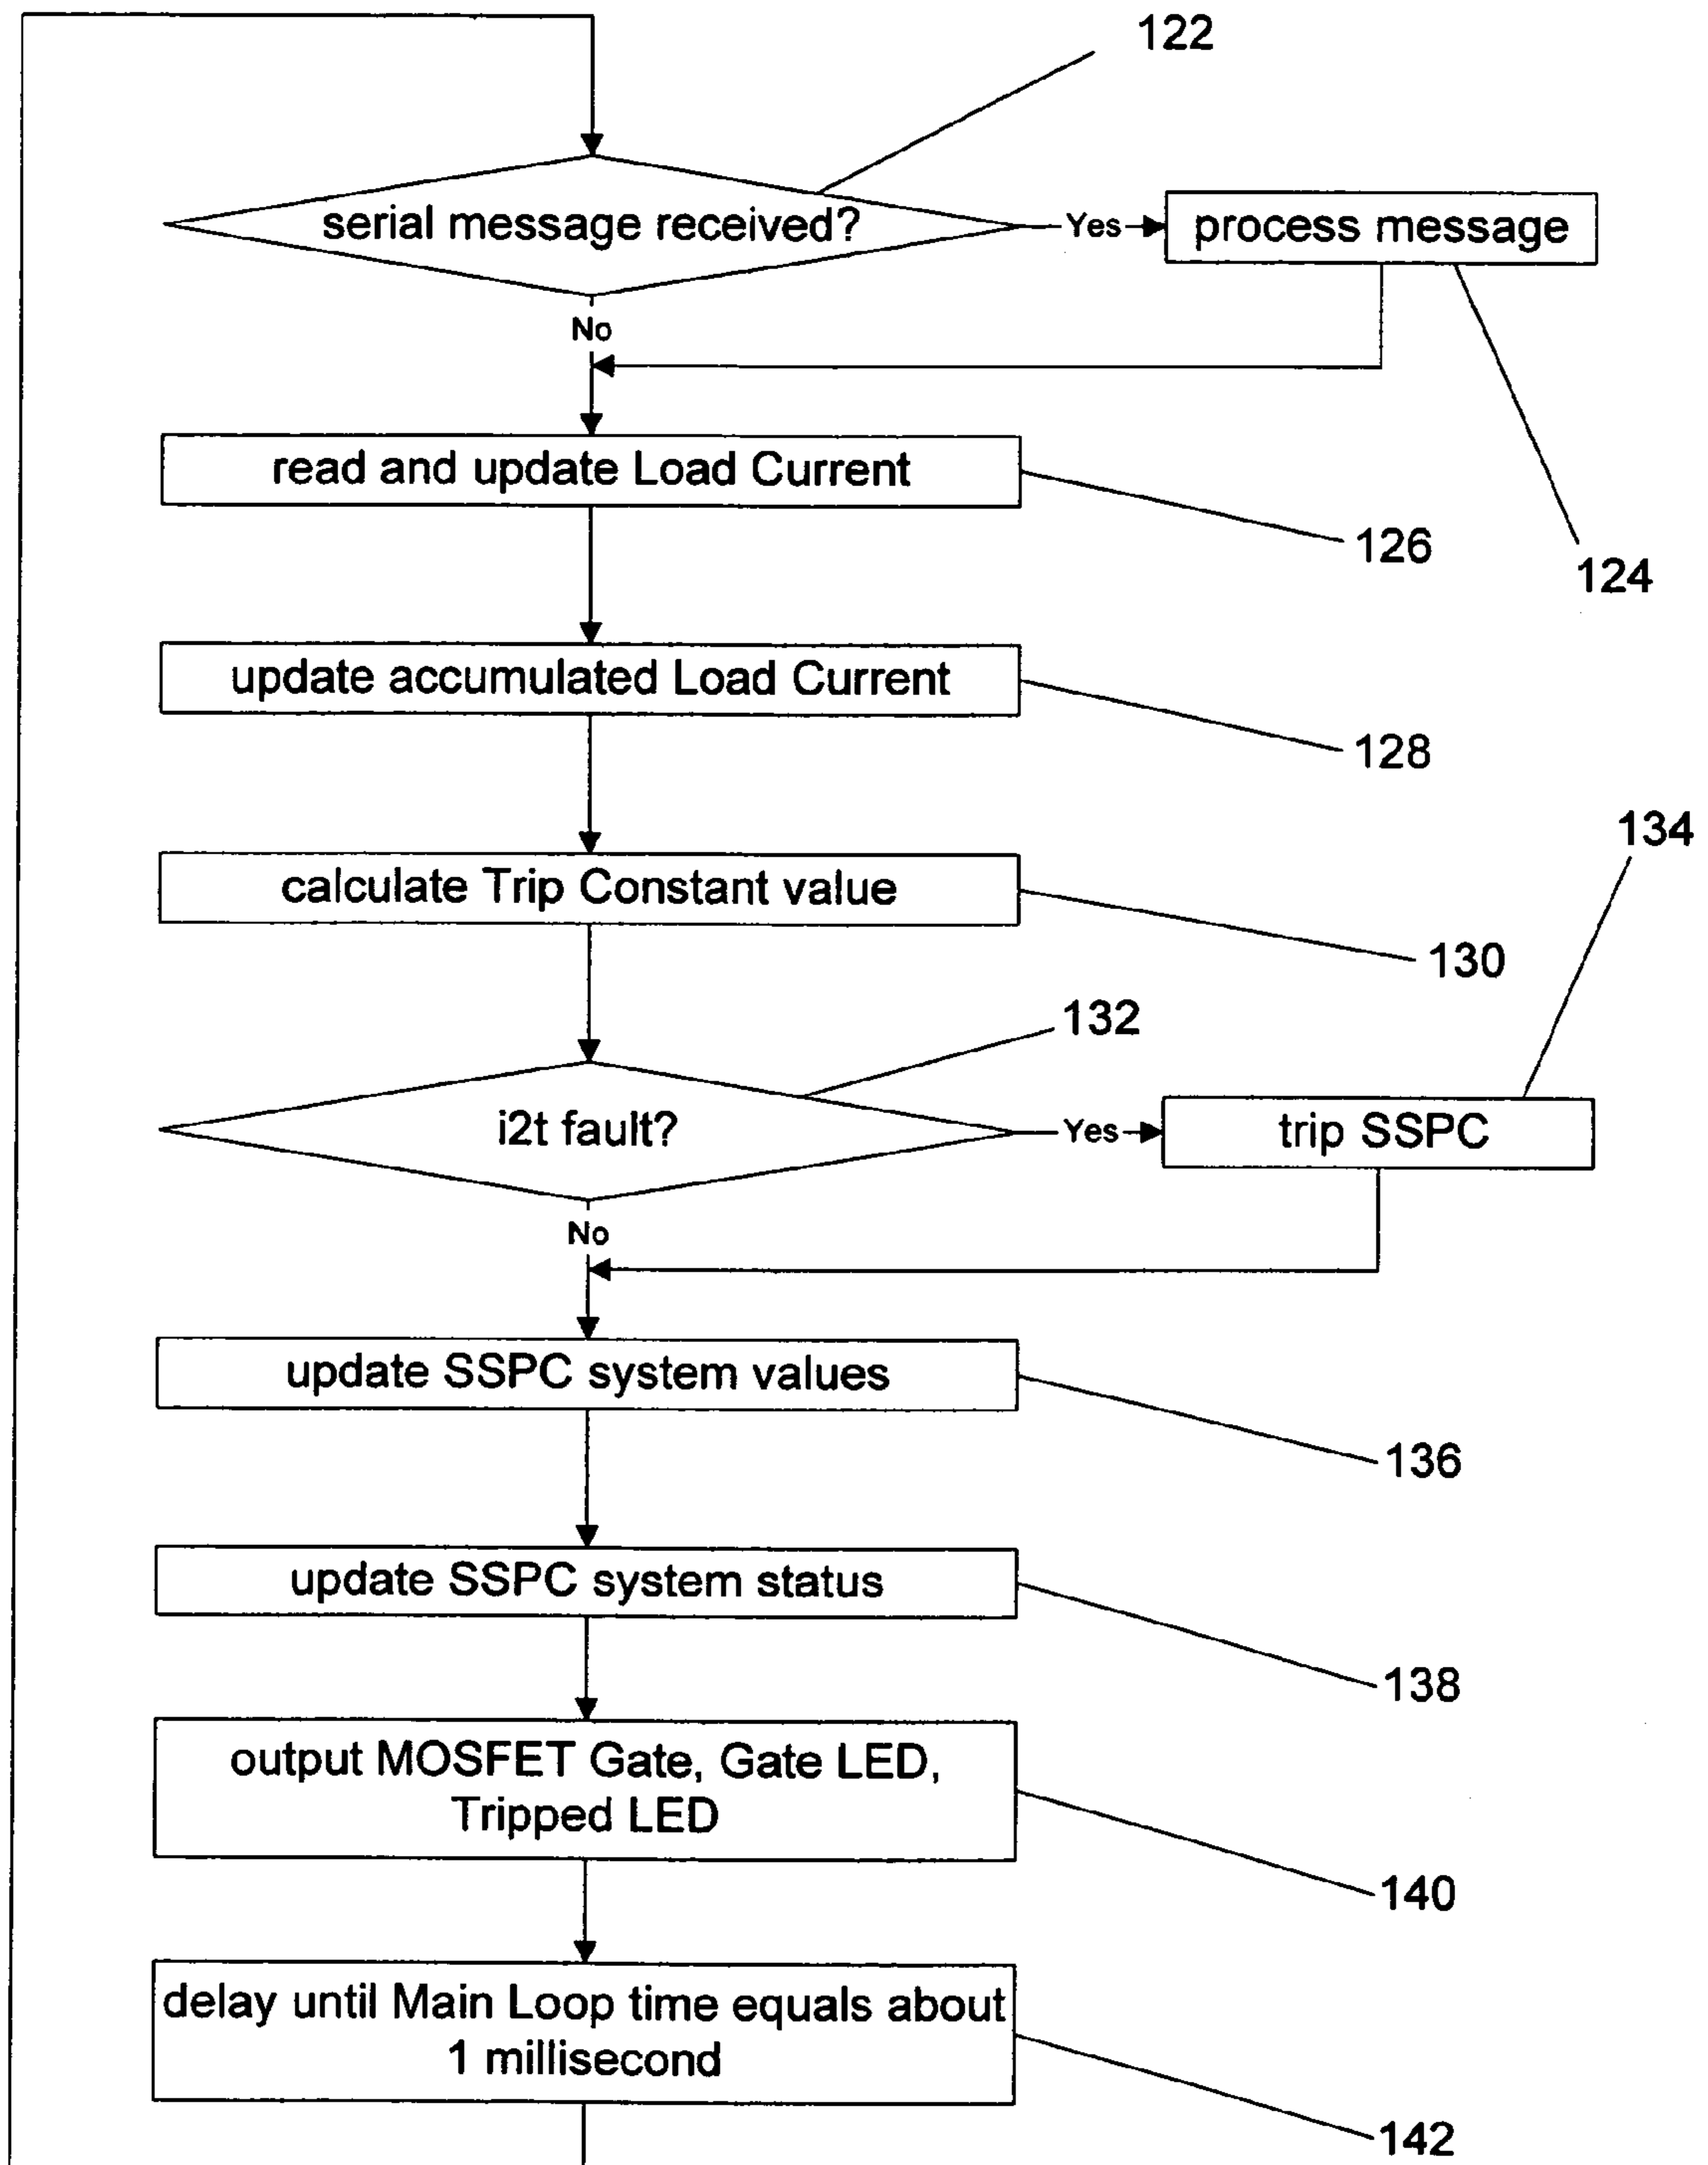 122
serial message received?
Yes
process message
No
124
read and update Load Current
126
update accumulated Load Current
128
134
calculate Trip Constant value
130
132
i2t fault?
Yes
trip SSPC
No
update SSPC system values
136
update SSPC system status
138
output MOSFET Gate, Gate LED,
Tripped LED
140
delay until Main Loop time equals about
1 millisecond
142